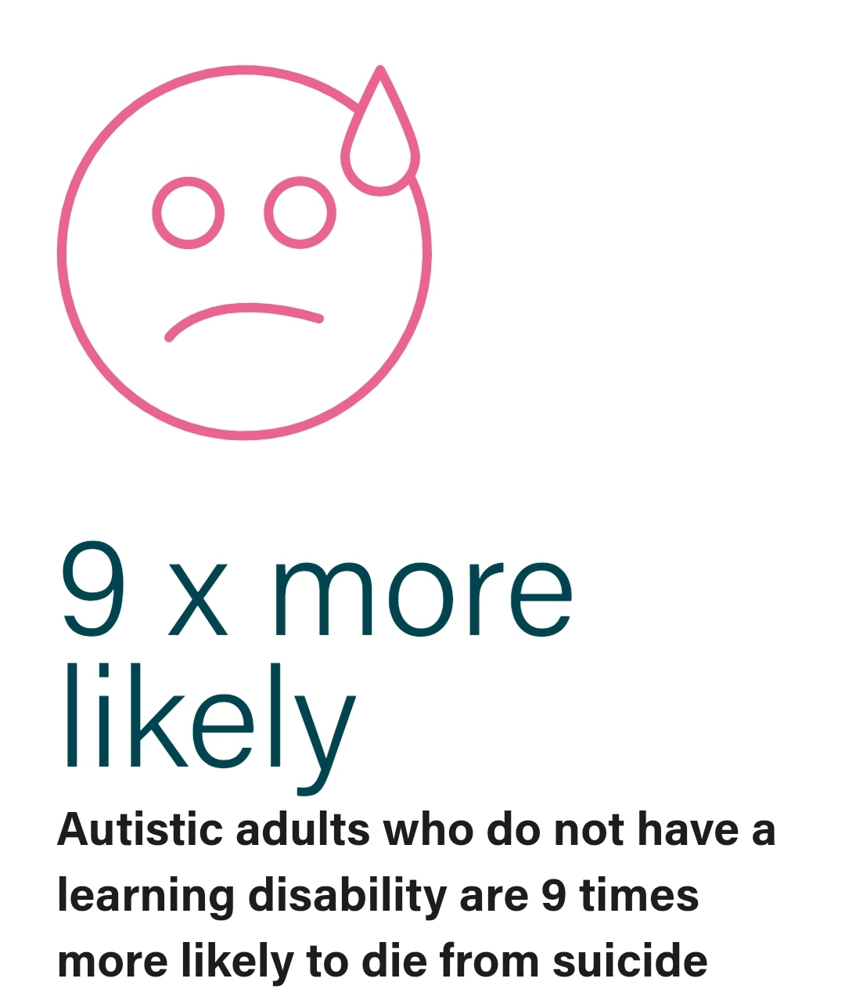 9 x more
likely
Autistic adults who do not have a
learning disability are 9 times
more likely to die from suicide